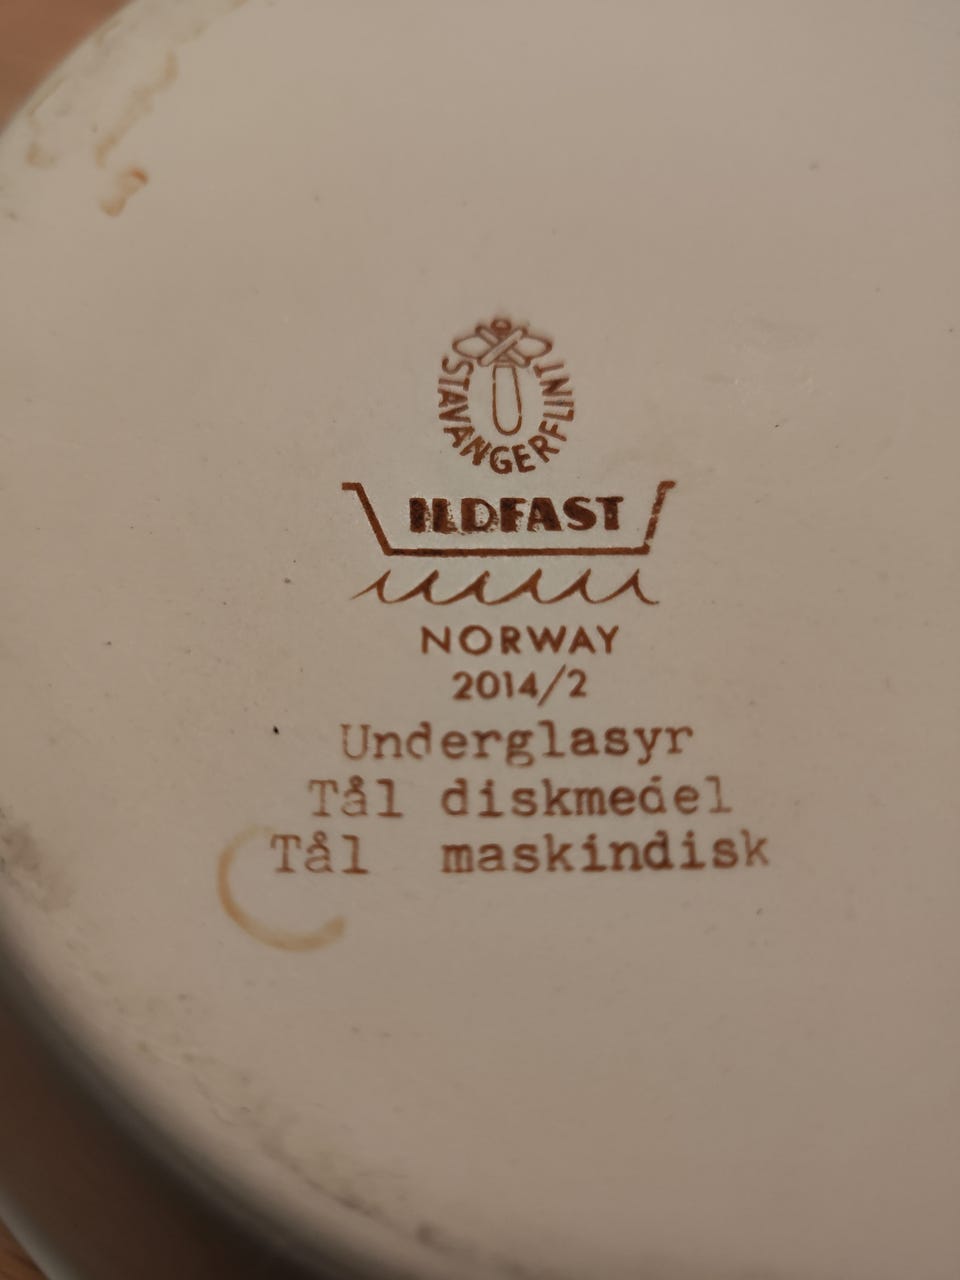 STAVANGERFLINT
ILDFAST
NORWAY
2014/2
Underglasyr
Tål diskmedel
Tål maskindisk